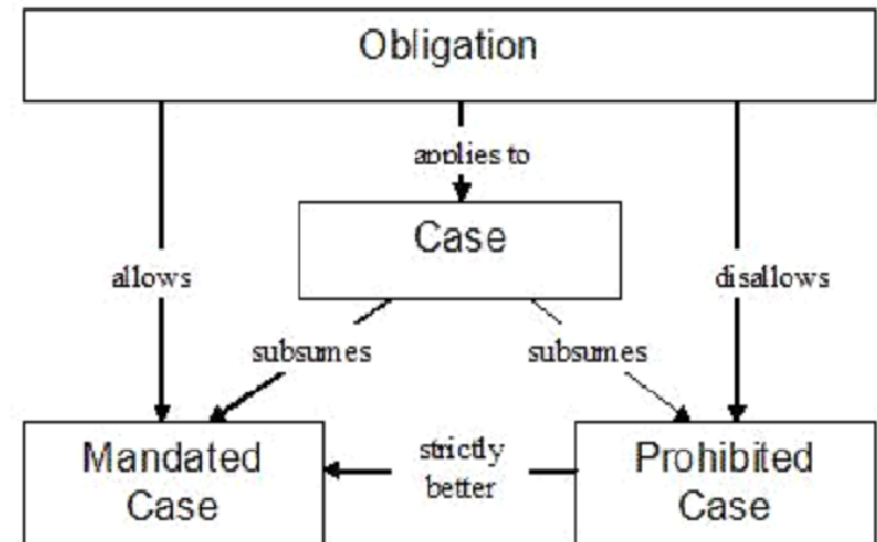 Obligation
applies to
Case
allows
disallows
subsumes
subsumes
Mandated
Case
strictly
better
Prohibited
Case